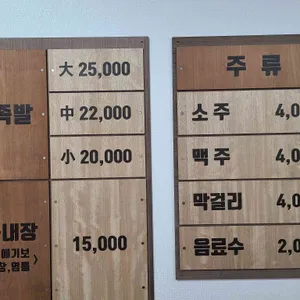 족발
大 25,000
中 22,000
小 20,000
내장
15,000
주 류
소 주 4,0
맥 주 4,0
막걸리 4,0
음료수 2,0